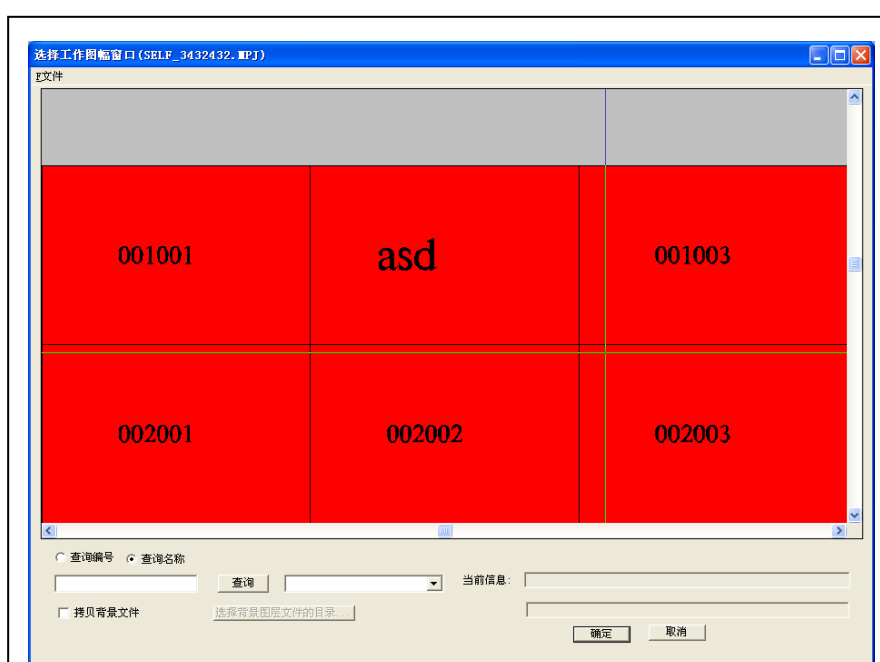 选择工作图幅窗口(SELF_3432432.MPJ)
F文件
001001 asd 001003
002001 002002 002003
查询编号 查询名称
查询 当前信息:
拷贝背景文件 选择背景图层文件的目录...
确定 取消